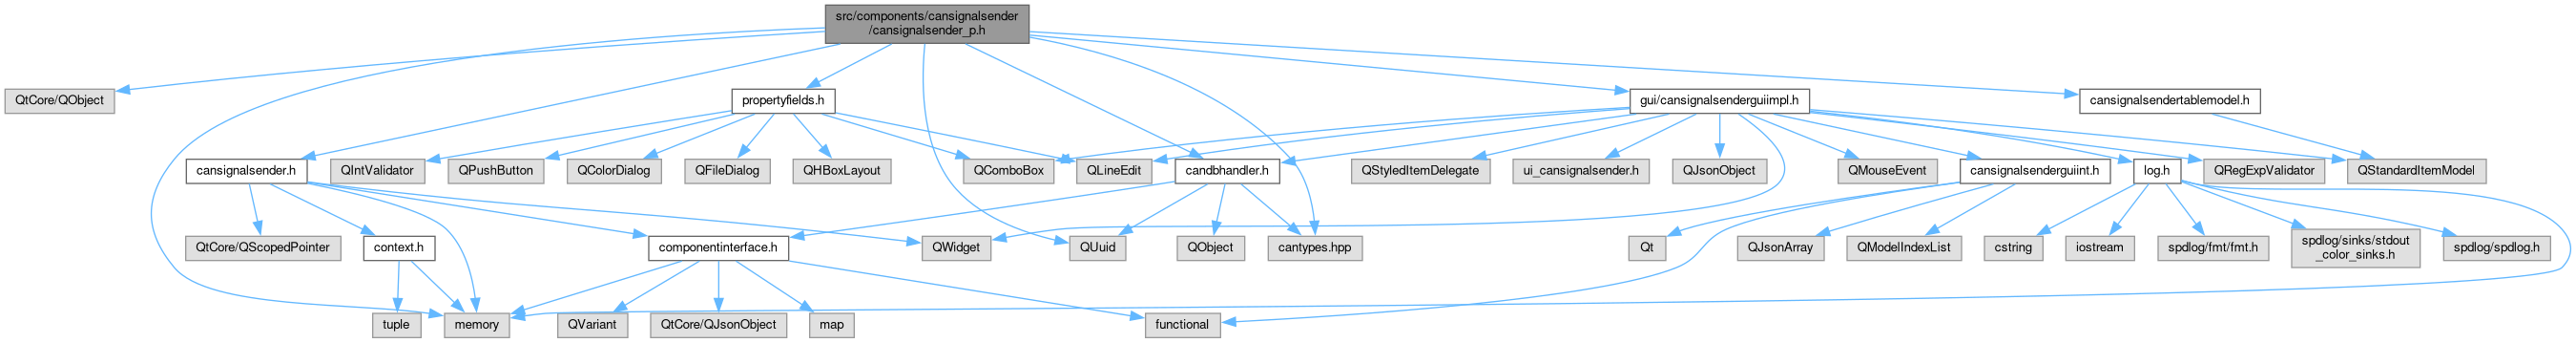 src/components/cansignalsender
/cansignalsender_p.h
QtCore/QObject
propertyfields.h
gui/cansignalsenderguiimpl.h
cansignalsendertablemodel.h
cansignalsender.h
QIntValidator
QPushButton
QColorDialog
QFileDialog
QHBoxLayout
QComboBox
QLineEdit
candbhandler.h
QStyledItemDelegate
ui_cansignalsender.h
QJsonObject
QMouseEvent
cansignalsenderguiint.h
log.h
QRegExpValidator
QStandardItemModel
QtCore/QScopedPointer
context.h
componentinterface.h
QWidget
QUuid
QObject
cantypes.hpp
Qt
QJsonArray
QModelIndexList
cstring
iostream
spdlog/fmt/fmt.h
spdlog/sinks/stdout
_color_sinks.h
spdlog/spdlog.h
tuple
memory
QVariant
QtCore/QJsonObject
map
functional